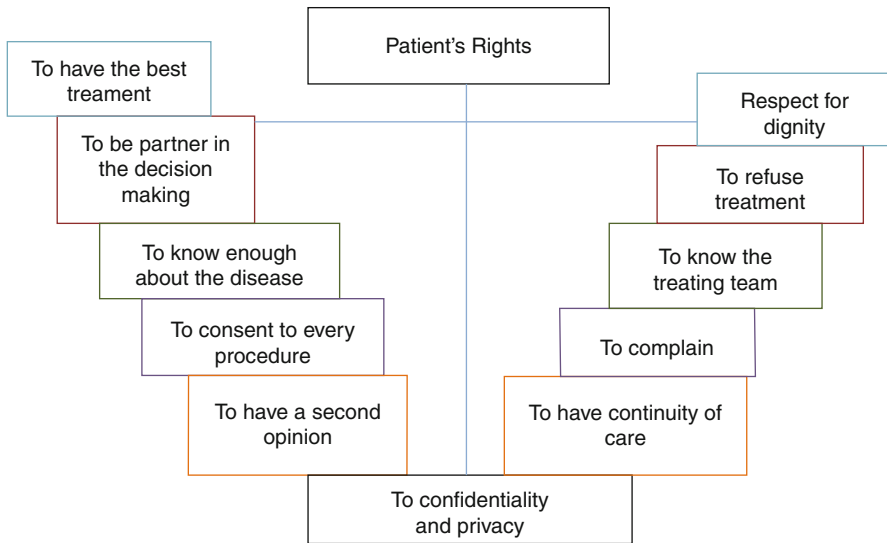 Patient's Rights
To have the best
treament
To be partner in
the decision
making
To know enough
about the disease
To consent to every
procedure
To have a second
opinion
Respect for
dignity
To refuse
treatment
To know the
treating team
To complain
To have continuity of
care
To confidentiality
and privacy